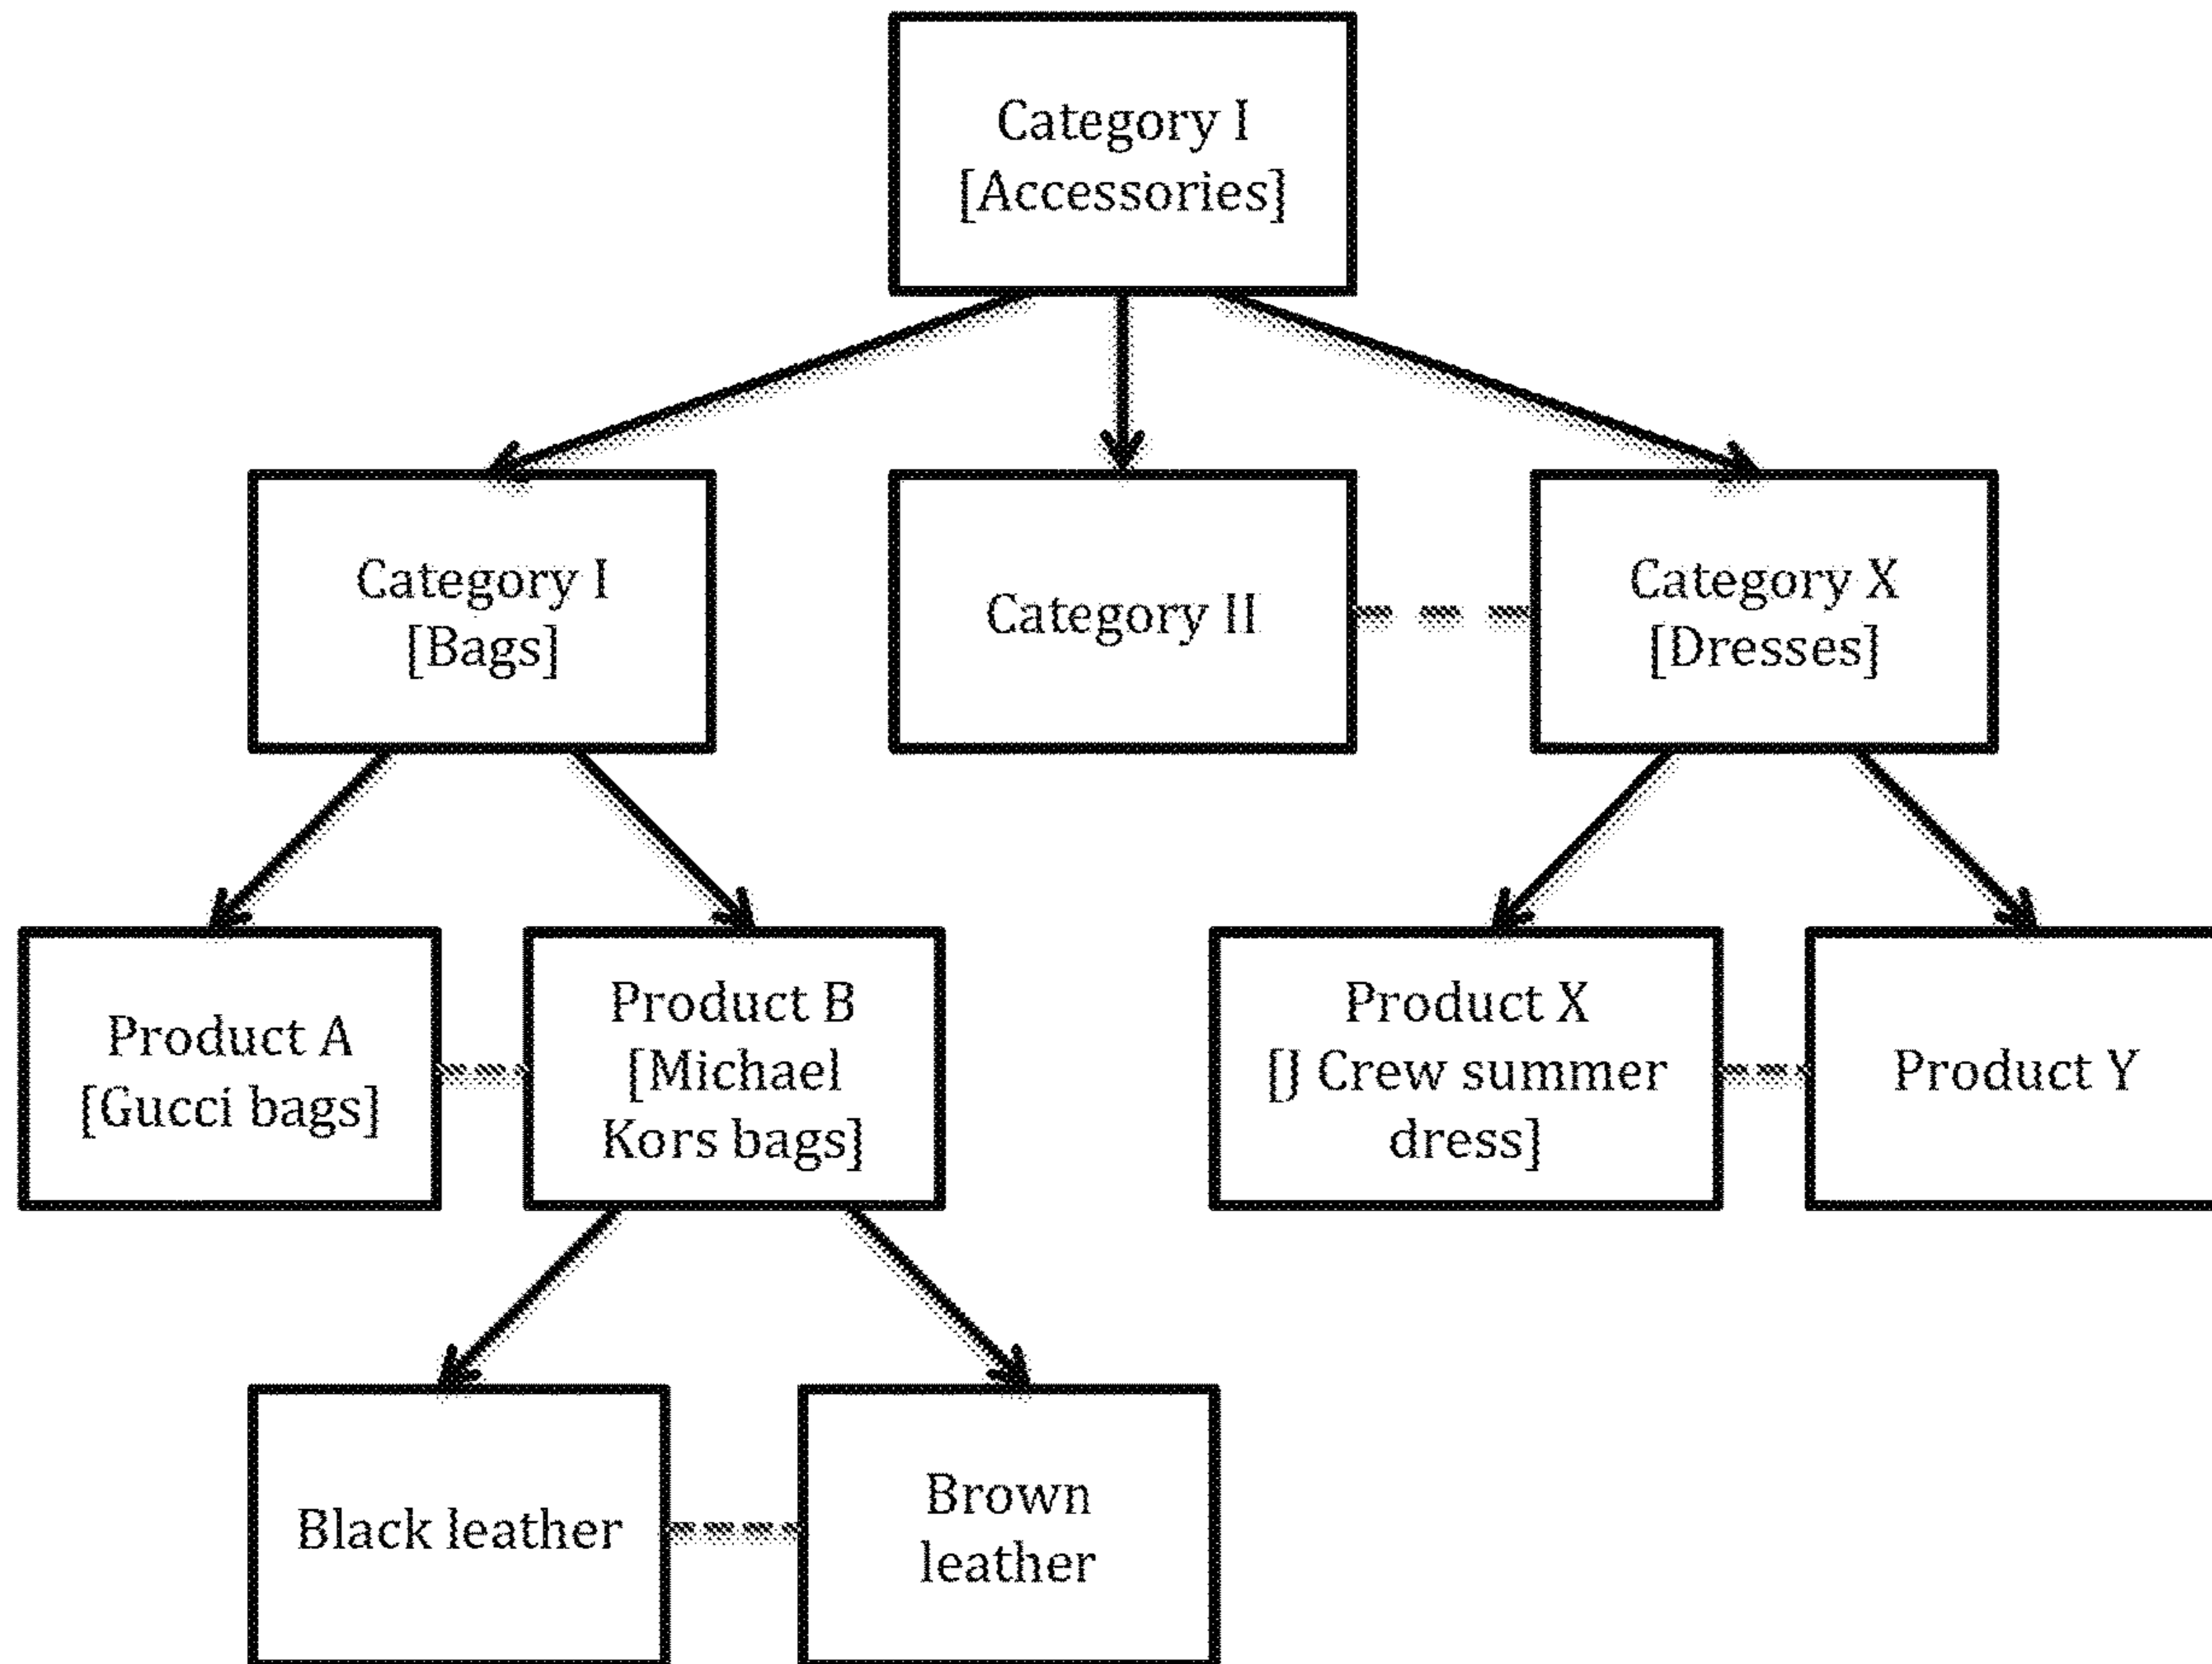 Category I
[Accessories]
Category I
[Bags]
Category II
Category X
[Dresses]
Product A
[Gucci bags]
Product B
[Michael
Kors bags]
Product X
[J Crew summer
dress]
Product Y
Black leather
Brown
leather